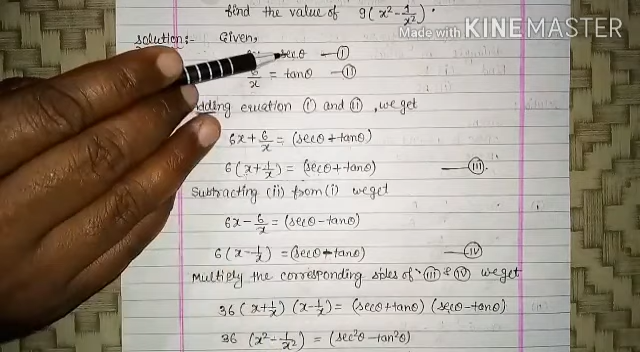 find the value of 9(x² - 1/x²).
Made With KINEMASTER
Solution:- Given,
secθ —(i)
6/x = tanθ —(ii)
adding equation (i) and (ii), we get
6x + 6/x = (secθ + tanθ)
6(x + 1/x) = (secθ + tanθ) —(iii).
Subtracting (ii) from (i) we get
6x - 6/x = (secθ - tanθ)
6(x - 1/x) = (secθ - tanθ) —(iv)
Multiply the corresponding sides of (iii) & (iv) we get
36(x + 1/x)(x - 1/x) = (secθ + tanθ)(secθ - tanθ)
36(x² - 1/x²) = (sec²θ - tan²θ)